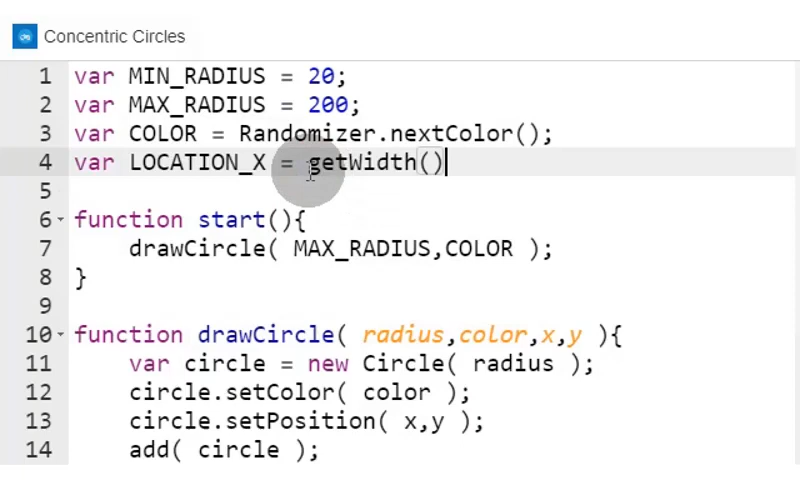 Concentric Circles
1 var MIN_RADIUS = 20;
2 var MAX_RADIUS = 200;
3 var COLOR = Randomizer.nextColor();
4 var LOCATION_X = getWidth()
5
6 function start(){
7 drawCircle( MAX_RADIUS,COLOR );
8 }
9
10 function drawCircle( radius,color,x,y ){
11 var circle = new Circle( radius );
12 circle.setColor( color );
13 circle.setPosition( x,y );
14 add( circle );